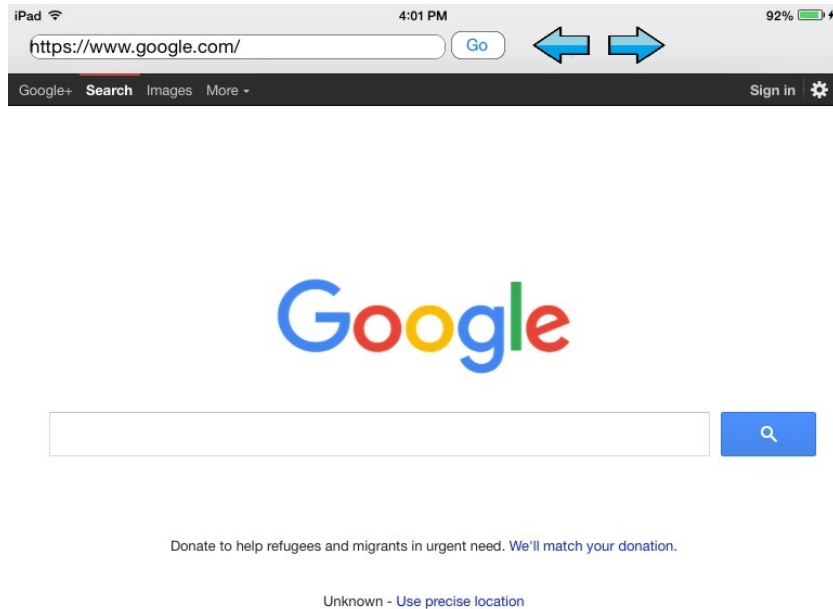 iPad 4:01 PM 92%
https://www.google.com/ Go
Google+ Search Images More Sign in
Google
Donate to help refugees and migrants in urgent need. We'll match your donation.
Unknown - Use precise location